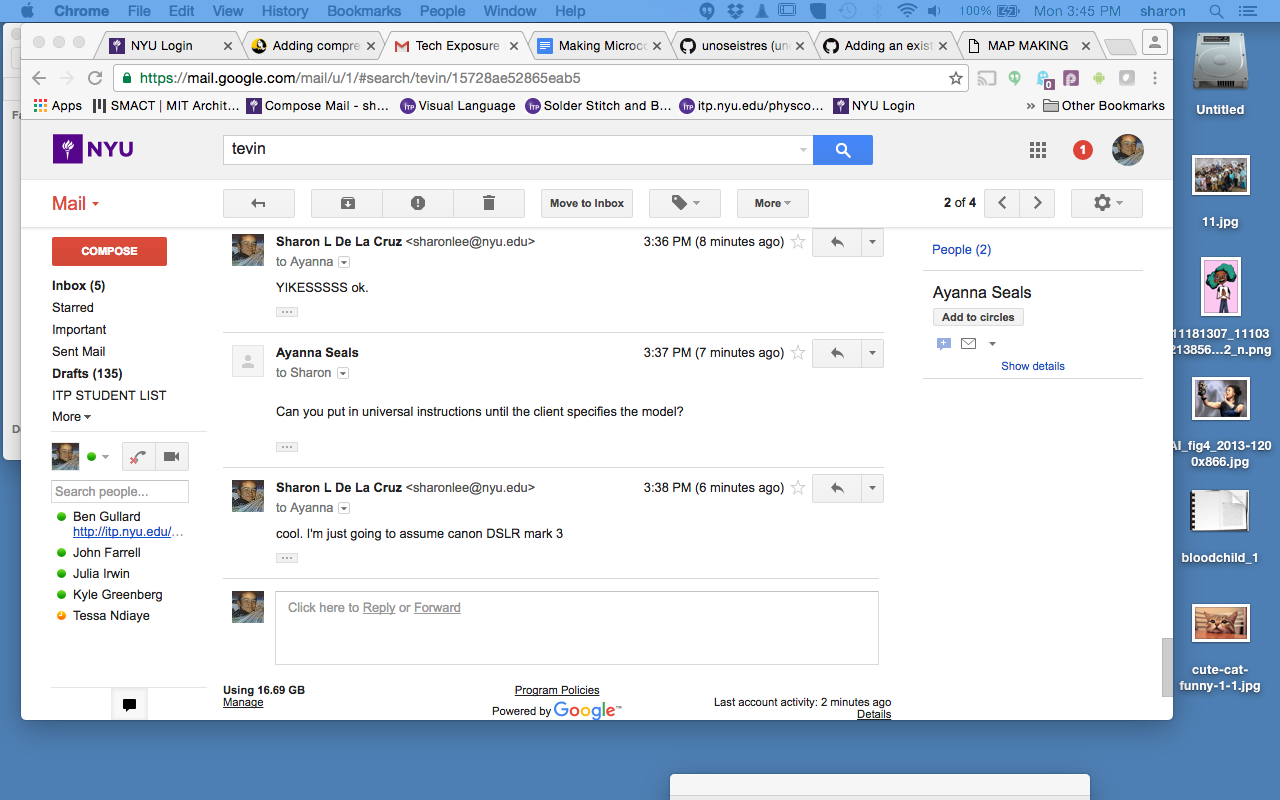 Chrome File Edit View History Bookmarks People Window Help 100% Mon 3:45 PM sharon
NYU Login Adding compre Tech Exposure Making Microco unoseistres (un Adding an exist MAP MAKING
https://mail.google.com/mail/u/1/#search/tevin/15728ae52865eab5
Apps SMACT | MIT Archit... Compose Mail - sh... Visual Language Solder Stitch and B... itp.nyu.edu/physco... NYU Login » Other Bookmarks
NYU tevin 1
Mail Move to Inbox More 2 of 4
COMPOSE
Inbox (5)
Starred
Important
Sent Mail
Drafts (135)
ITP STUDENT LIST
More
Search people...
Ben Gullard
http://itp.nyu.edu/...
John Farrell
Julia Irwin
Kyle Greenberg
Tessa Ndiaye
Sharon L De La Cruz <sharonlee@nyu.edu> 3:36 PM (8 minutes ago)
to Ayanna
YIKESSSSS ok.
Ayanna Seals 3:37 PM (7 minutes ago)
to Sharon
Can you put in universal instructions until the client specifies the model?
Sharon L De La Cruz <sharonlee@nyu.edu> 3:38 PM (6 minutes ago)
to Ayanna
cool. I'm just going to assume canon DSLR mark 3
Click here to Reply or Forward
Using 16.69 GB
Manage
Program Policies
Powered by Google™
Last account activity: 2 minutes ago
Details
People (2)
Ayanna Seals
Add to circles
Show details
Untitled
11.jpg
11181307_11103
213856...2_n.png
AI_fig4_2013-120
0x866.jpg
bloodchild_1
cute-cat-
funny-1-1.jpg